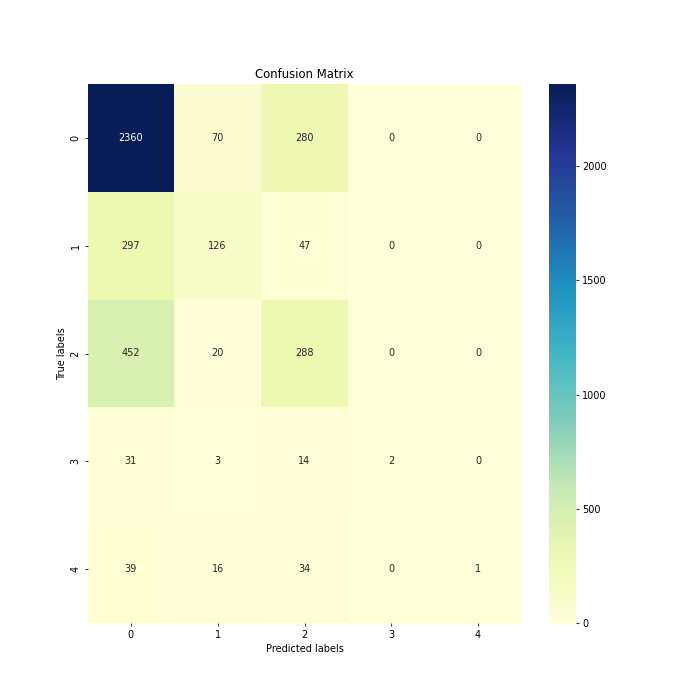 Confusion Matrix
0 2360 70 280 0 0
1 297 126 47 0 0
2 452 20 288 0 0
3 31 3 14 2 0
4 39 16 34 0 1
0 1 2 3 4
Predicted labels
True labels
2000
1500
1000
500
0